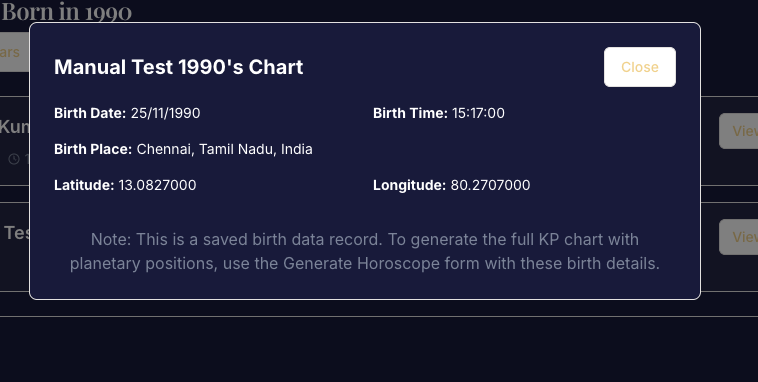 Born in 1990
ars
Manual Test 1990's Chart
Close
Birth Date: 25/11/1990
Birth Time: 15:17:00
Kum
View
Birth Place: Chennai, Tamil Nadu, India
Latitude: 13.0827000
Longitude: 80.2707000
Tes
View
Note: This is a saved birth data record. To generate the full KP chart with
planetary positions, use the Generate Horoscope form with these birth details.